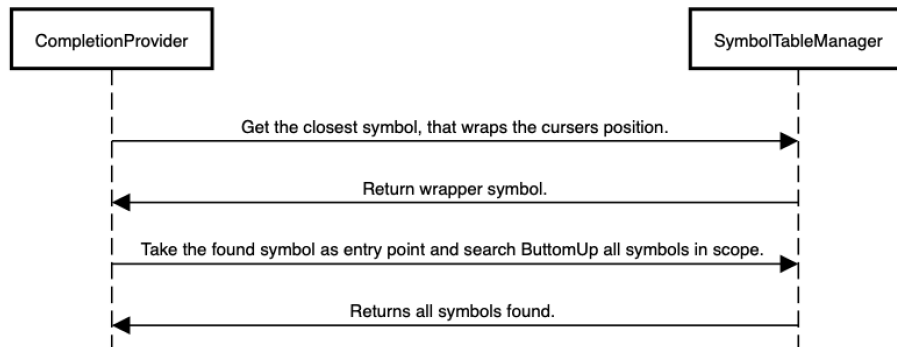 CompletionProvider
SymbolTableManager
Get the closest symbol, that wraps the cursers position.
Return wrapper symbol.
Take the found symbol as entry point and search ButtomUp all symbols in scope.
Returns all symbols found.